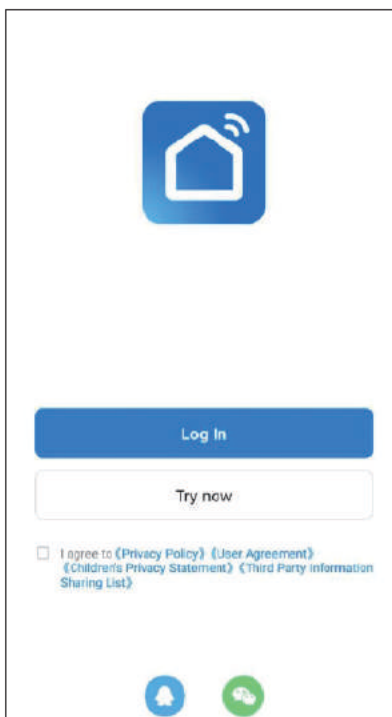 Log In
Try now
I agree to《Privacy Policy》《User Agreement》
《Children's Privacy Statement》《Third Party Information
Sharing List》